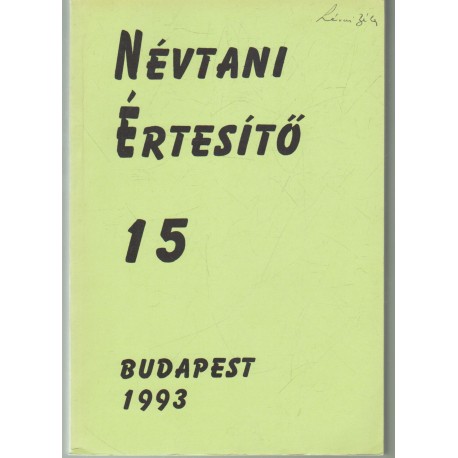 NÉVTANI
ÉRTESÍTŐ
15
BUDAPEST
1993